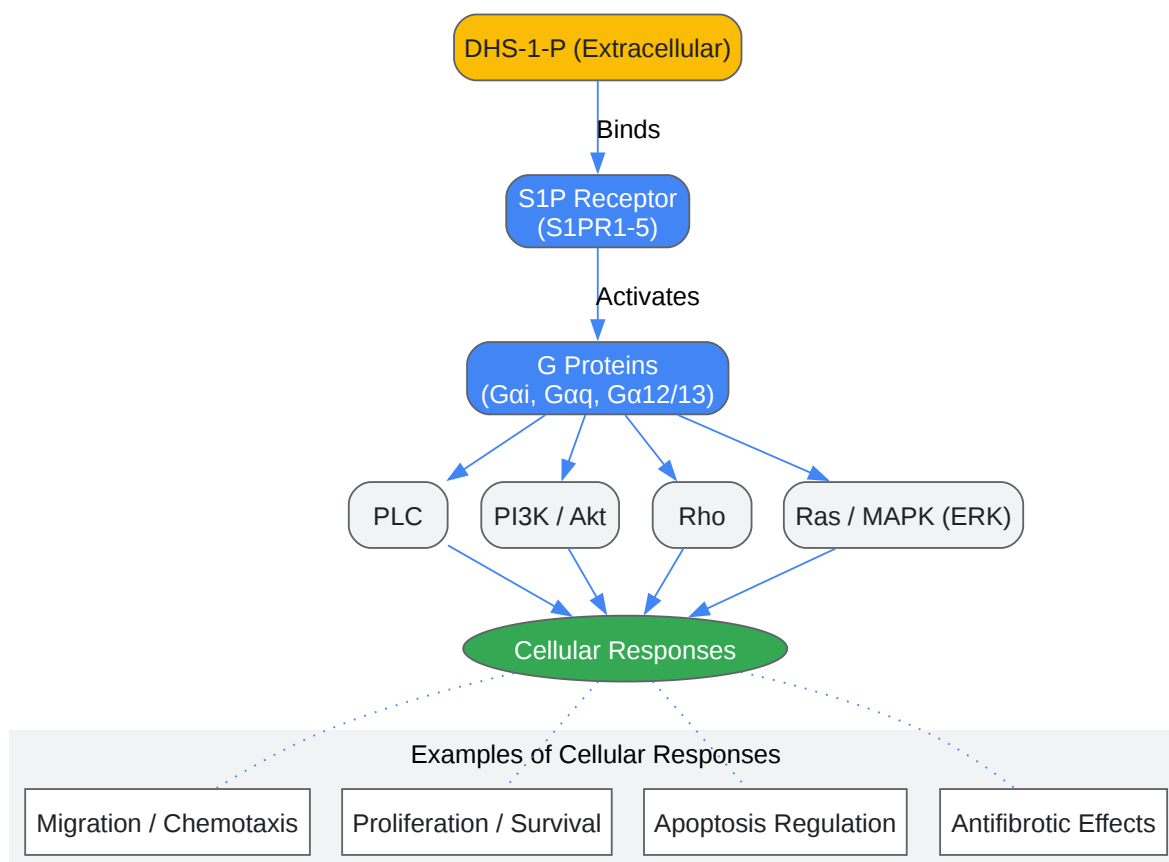 DHS-1-P (Extracellular)
Binds
S1P Receptor
(S1PR1-5)
Activates
G Proteins
(Gαi, Gαq, Gα12/13)
PLC
PI3K / Akt
Rho
Ras / MAPK (ERK)
Cellular Responses
Examples of Cellular Responses
Migration / Chemotaxis
Proliferation / Survival
Apoptosis Regulation
Antifibrotic Effects